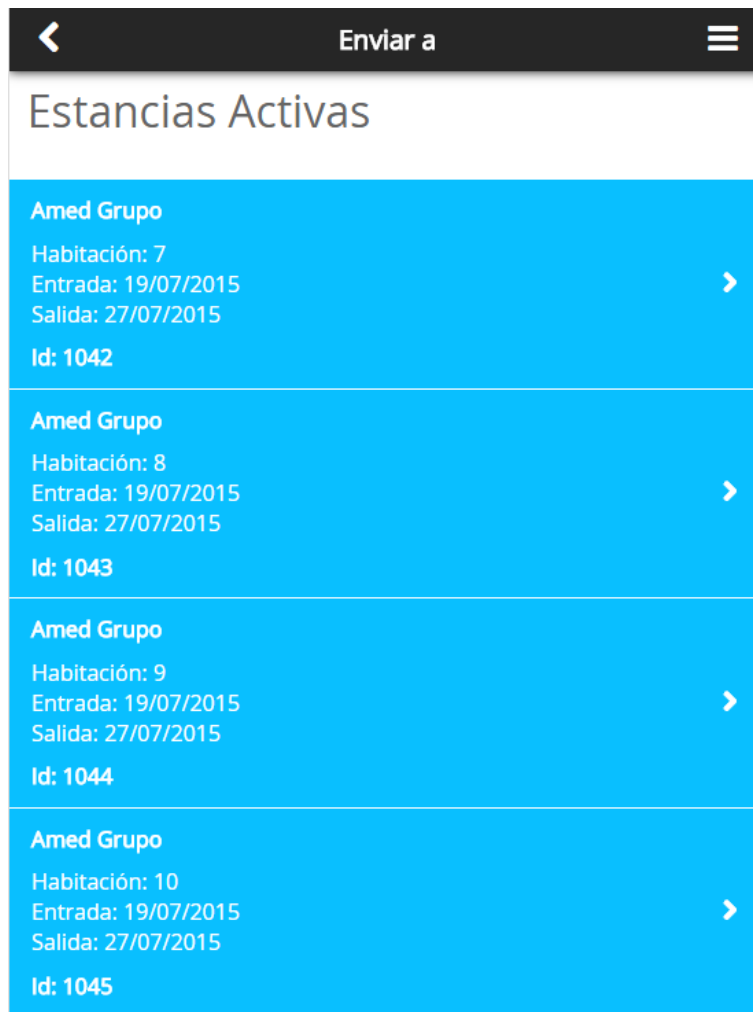 Enviar a
Estancias Activas
Amed Grupo
Habitación: 7
Entrada: 19/07/2015
Salida: 27/07/2015
Id: 1042
Amed Grupo
Habitación: 8
Entrada: 19/07/2015
Salida: 27/07/2015
Id: 1043
Amed Grupo
Habitación: 9
Entrada: 19/07/2015
Salida: 27/07/2015
Id: 1044
Amed Grupo
Habitación: 10
Entrada: 19/07/2015
Salida: 27/07/2015
Id: 1045